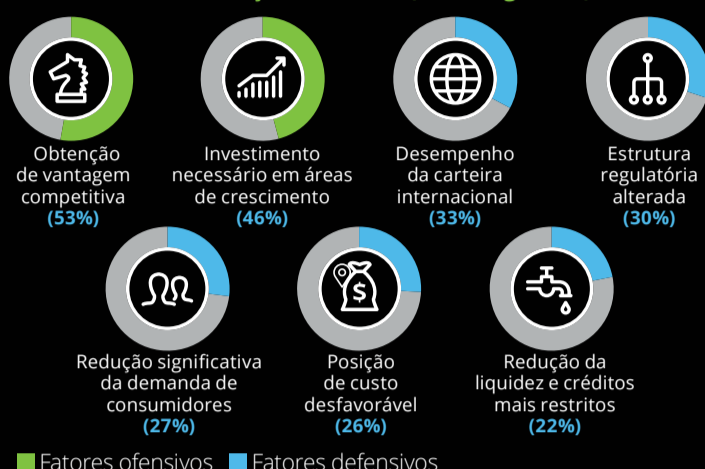 Obtenção
de vantagem
competitiva
(53%)
Investimento
necessário em áreas
de crescimento
(46%)
Desempenho
da carteira
internacional
(33%)
Estrutura
regulatória
alterada
(30%)
$
Redução significativa
da demanda de
consumidores
(27%)
Posição
de custo
desfavorável
(26%)
Redução da
liquidez e créditos
mais restritos
(22%)
Fatores ofensivos
Fatores defensivos